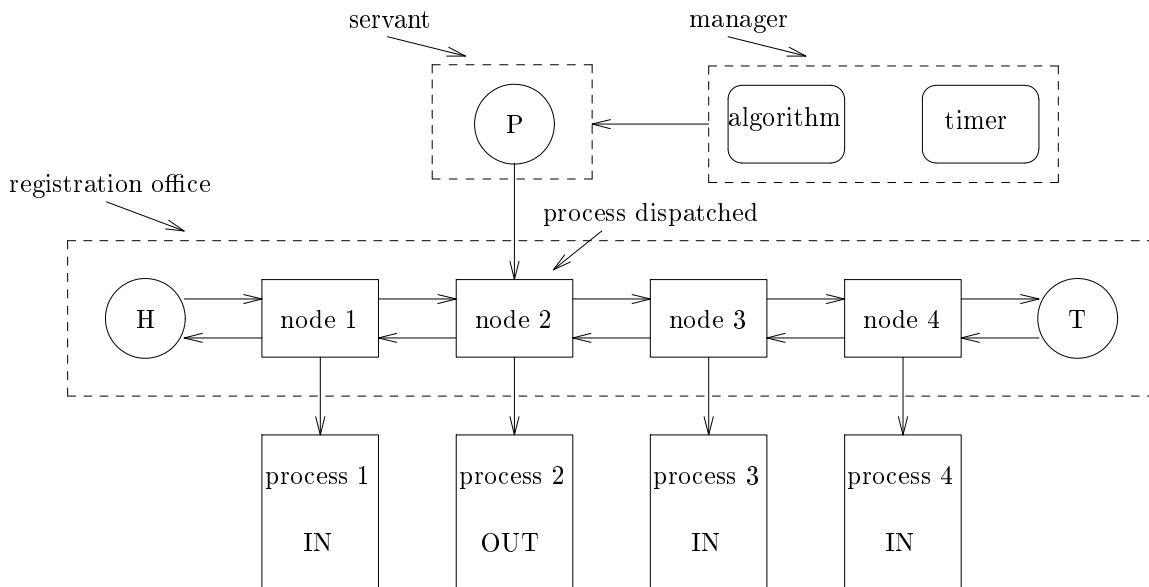 servant
manager
P
algorithm
timer
registration office
process dispatched
H
node 1
node 2
node 3
node 4
T
process 1
process 2
process 3
process 4
IN
OUT
IN
IN